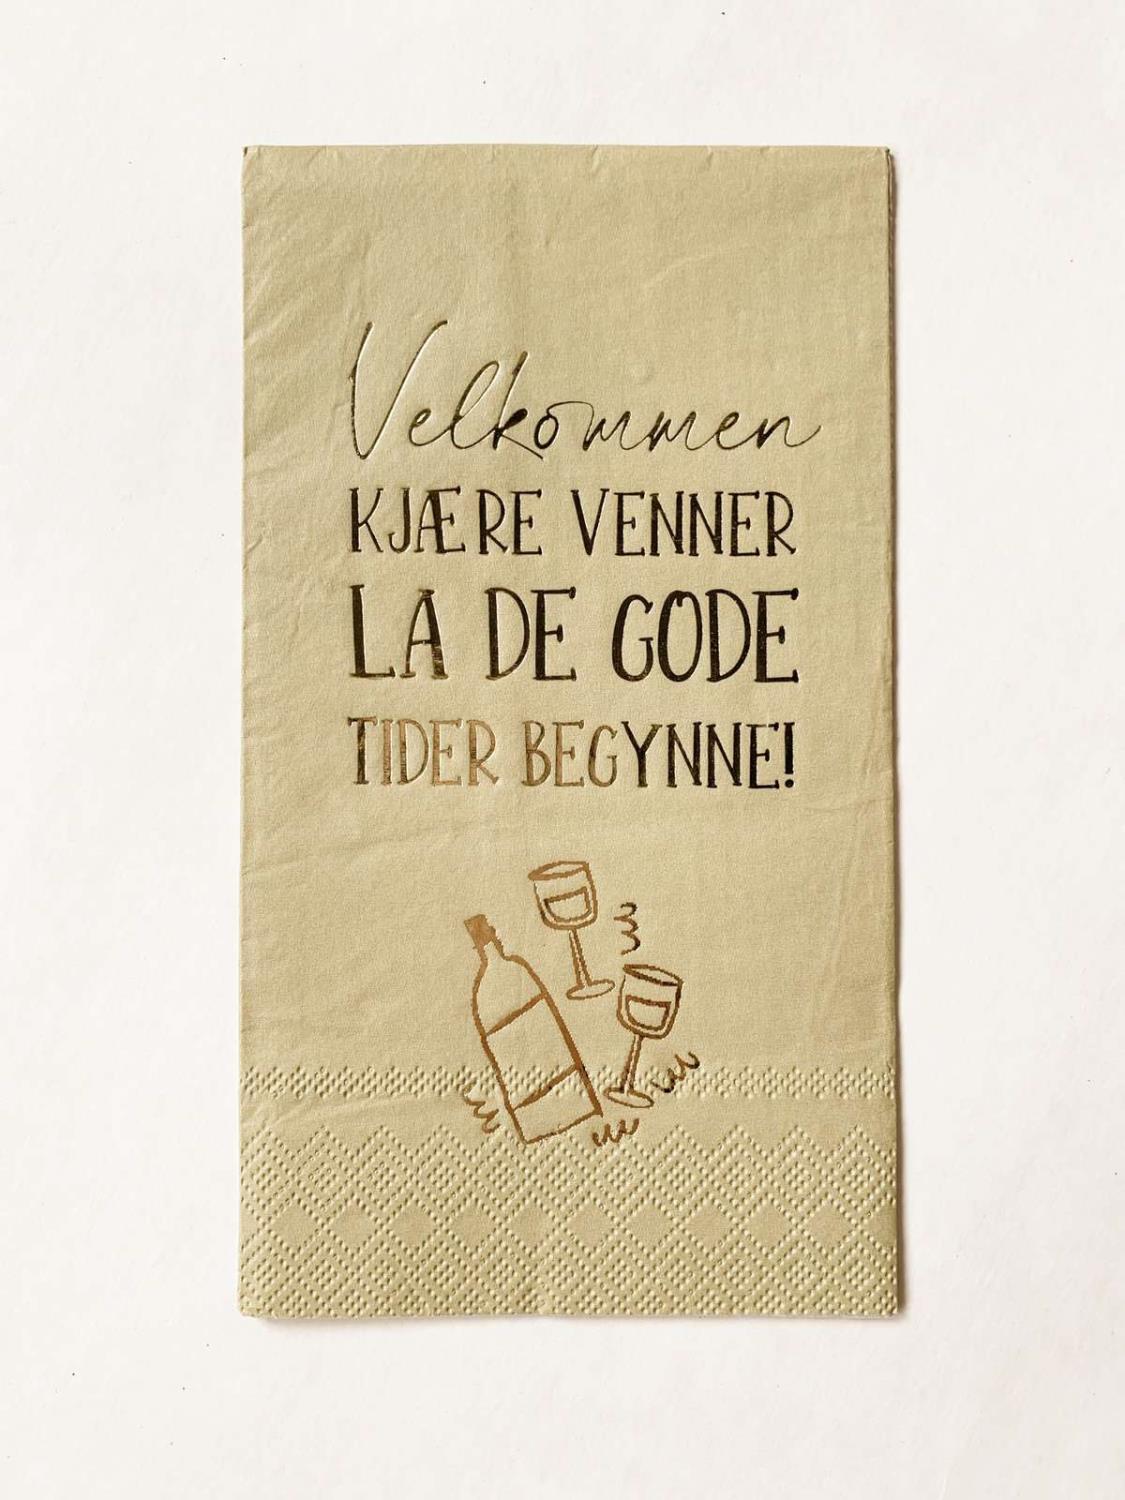 Velkommen
KJÆRE VENNER
LA DE GODE
TIDER BEGYNNE!